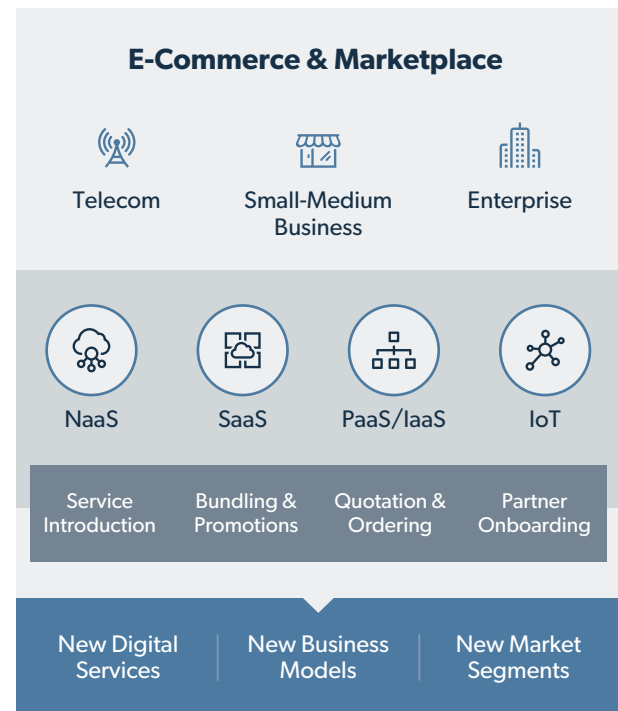 E-Commerce & Marketplace
Telecom
Small-Medium
Business
Enterprise
NaaS
SaaS
PaaS/IaaS
IoT
Service
Introduction
Bundling &
Promotions
Quotation &
Ordering
Partner
Onboarding
New Digital
Services
New Business
Models
New Market
Segments